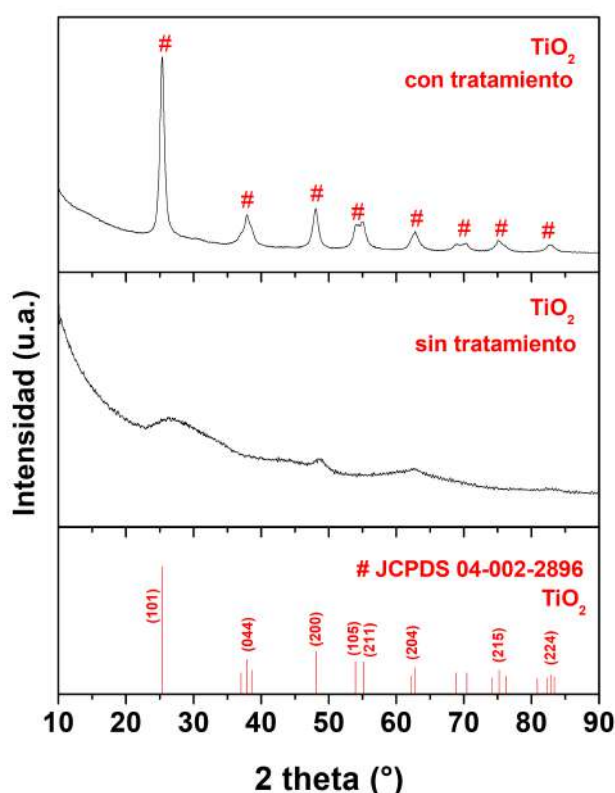 #
TiO2
con tratamiento
# # # # # # #
TiO2
sin tratamiento
Intensidad (u.a.)
# JCPDS 04-002-2896
TiO2
(101)
(044)
(200)
(105)
(211)
(204)
(215)
(224)
10 20 30 40 50 60 70 80 90
2 theta (°)